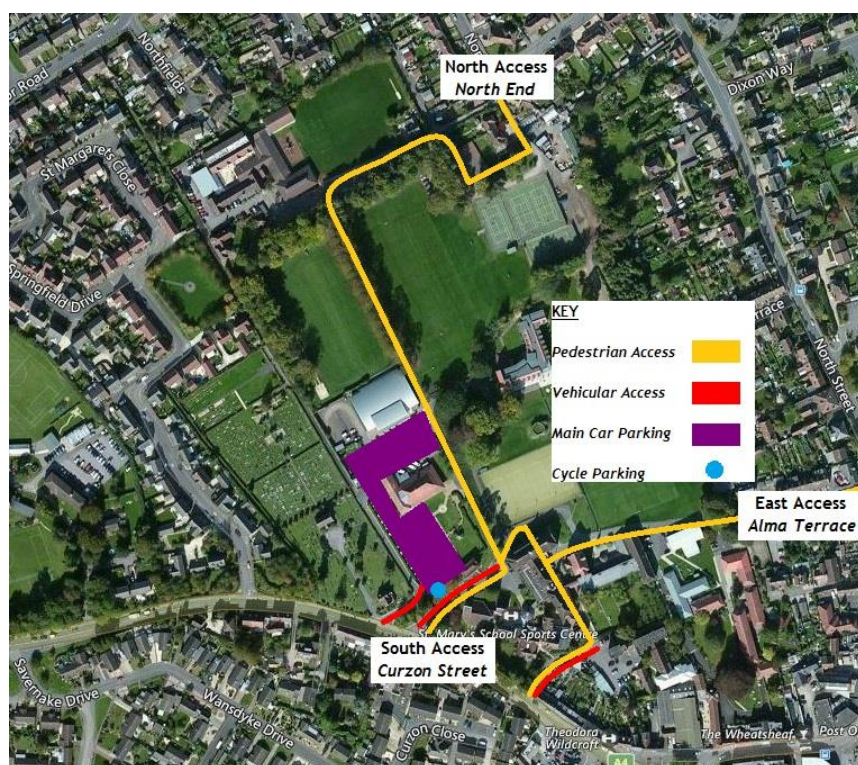 Northfields
North Access
North End
Dixon Way
St Margarets Close
Springfield Drive
KEY
Pedestrian Access
Vehicular Access
Main Car Parking
Cycle Parking
North Street
East Access
Alma Terrace
St. Mary's School Sports Centre
South Access
Curzon Street
Savernake Drive
Wansdyke Drive
Curzon Close
Theodora
Wildcroft
The Wheatsheaf
A4